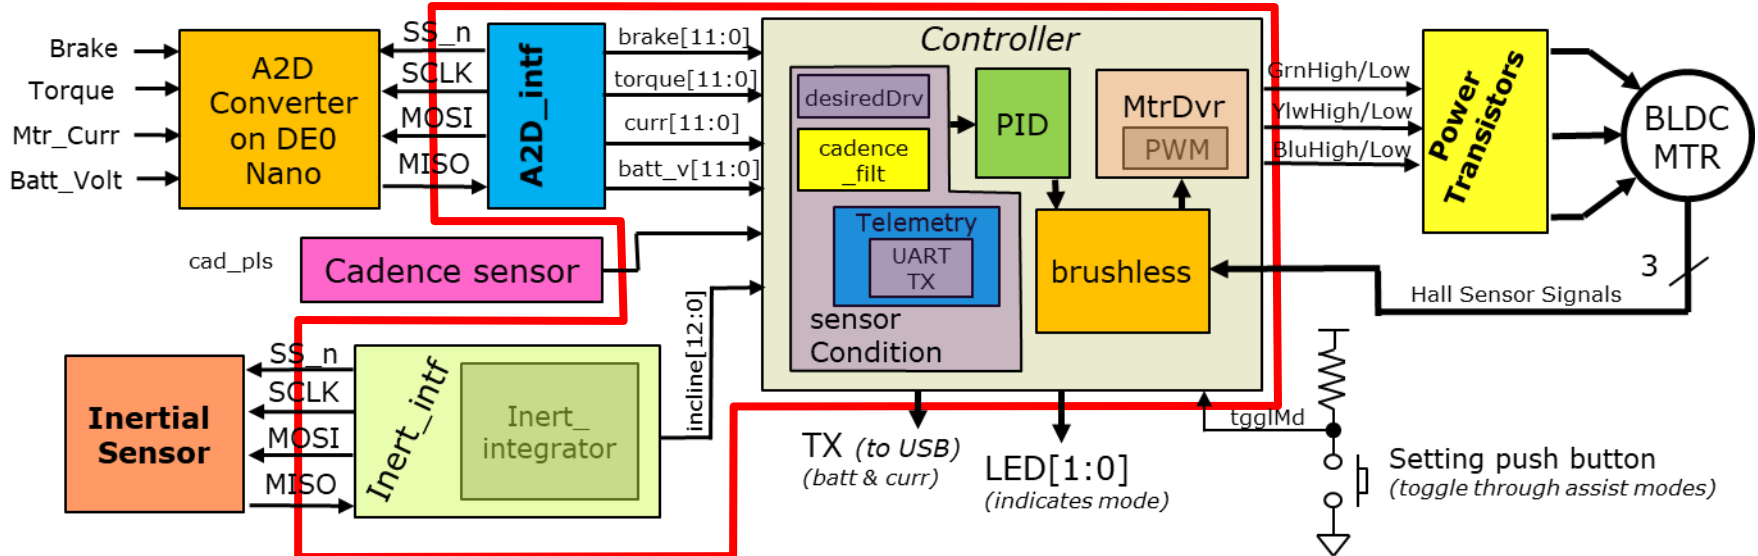 Brake
Torque
Mtr_Curr
Batt_Volt
A2D
Converter
on DE0
Nano
SS_n
SCLK
MOSI
MISO
A2D_intf
brake[11:0]
torque[11:0]
curr[11:0]
batt_v[11:0]
Controller
desiredDrv
cadence
_filt
Telemetry
UART
TX
sensor
Condition
PID
MtrDvr
PWM
brushless
GrnHigh/Low
YlwHigh/Low
BluHigh/Low
Power
Transistors
BLDC
MTR
3
Hall Sensor Signals
cad_pls
Cadence sensor
incline[12:0]
Inertial
Sensor
SS_n
SCLK
MOSI
MISO
Inert_intf
Inert_
integrator
TX (to USB)
(batt & curr)
LED[1:0]
(indicates mode)
tgglMd
Setting push button
(toggle through assist modes)